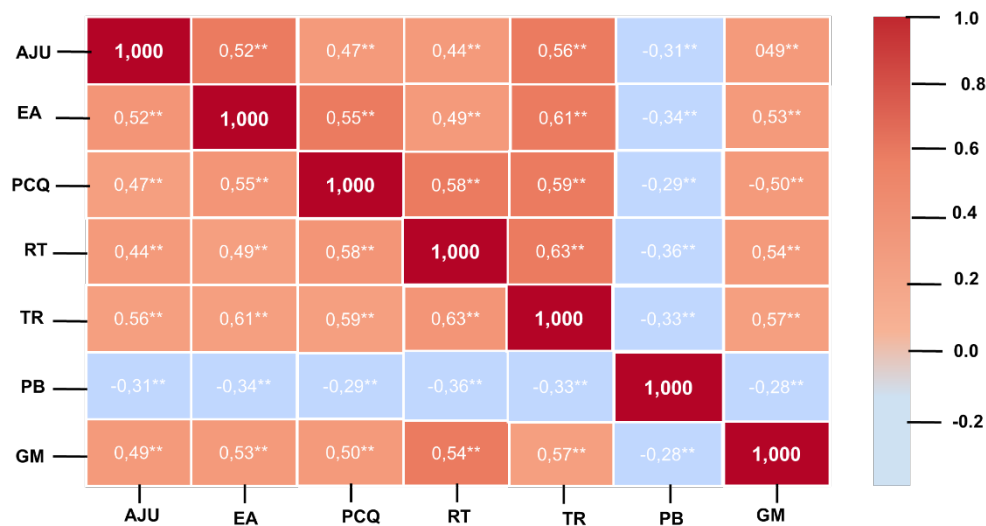 AJU 1,000 0,52** 0,47** 0,44** 0,56** -0,31** 049** 1.0
0.8
EA 0,52** 1,000 0,55** 0,49** 0,61** -0,34** 0,53**
0.6
PCQ 0,47** 0,55** 1,000 0,58** 0,59** -0,29** -0,50**
0.4
RT 0,44** 0,49** 0,58** 1,000 0,63** -0,36** 0,54**
0.2
TR 0.56** 0,61** 0,59** 0,63** 1,000 -0,33** 0,57**
0.0
PB -0,31** -0,34** -0,29** -0,36** -0,33** 1,000 -0,28**
-0.2
GM 0,49** 0,53** 0,50** 0,54** 0,57** -0,28** 1,000
AJU EA PCQ RT TR PB GM